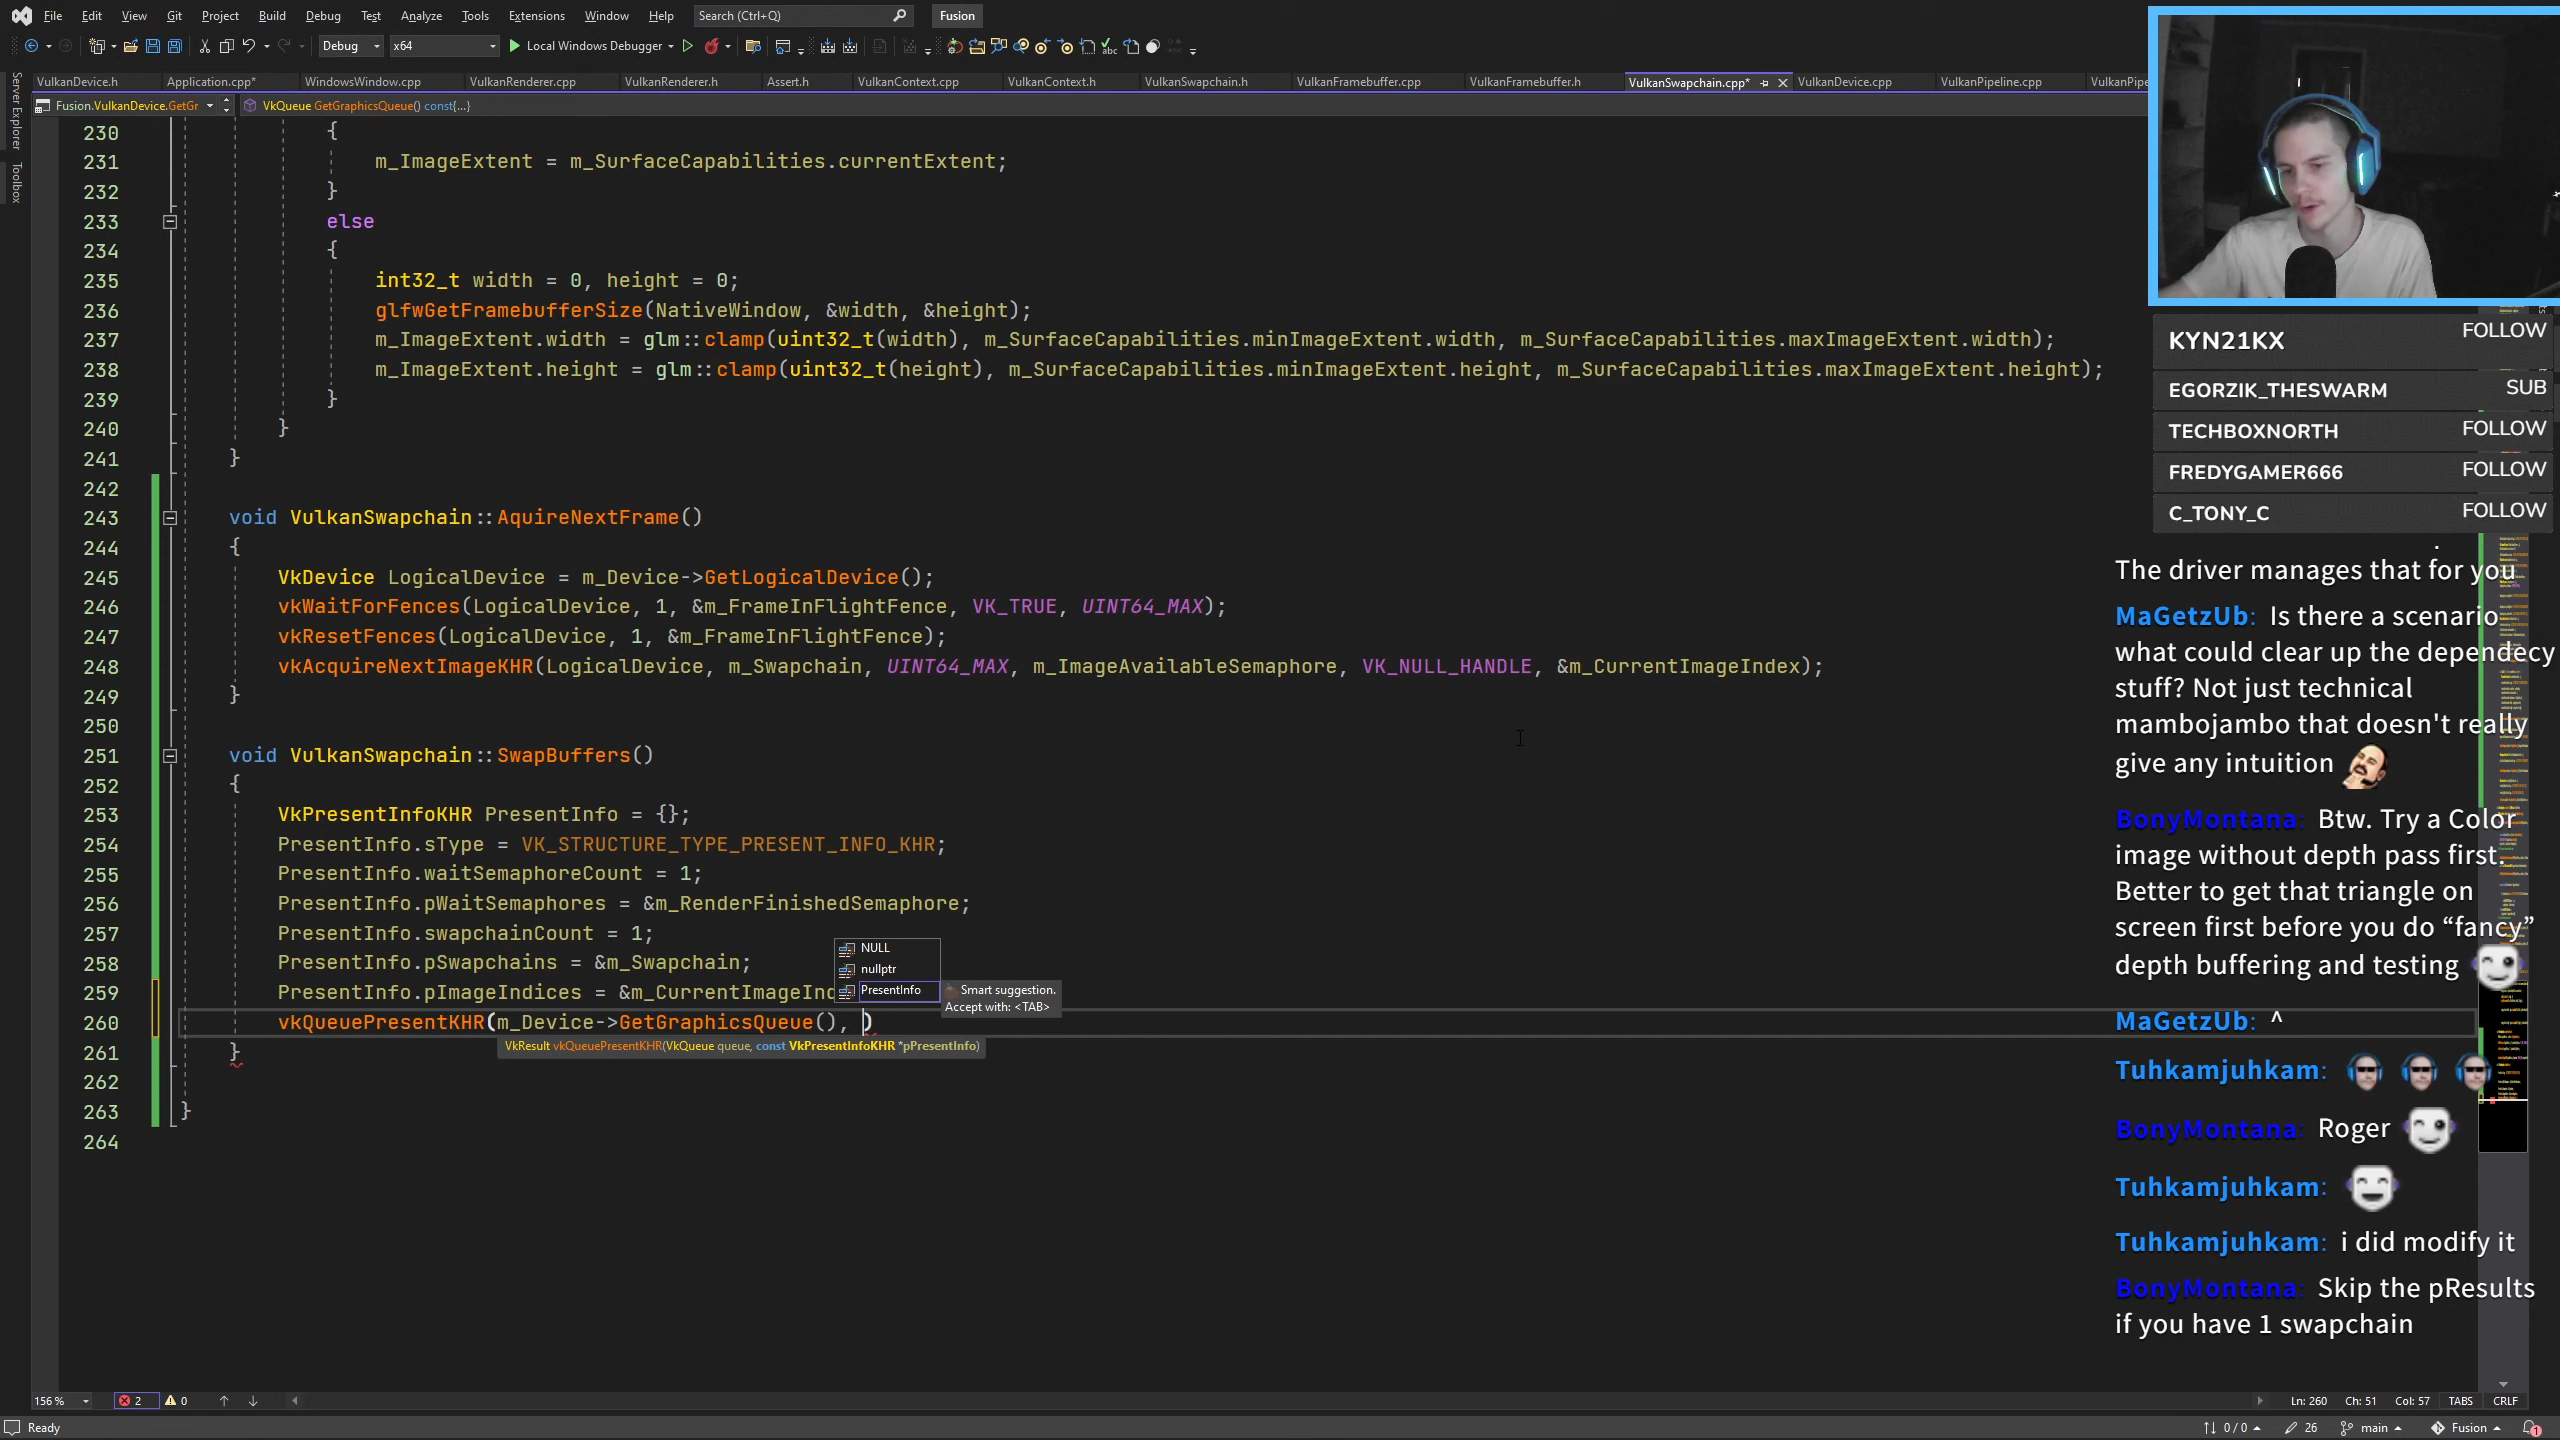 File Edit View Git Project Build Debug Test Analyze Tools Extensions Window Help Search (Ctrl+Q) Fusion
Debug x64 Local Windows Debugger
VulkanDevice.h Application.cpp* WindowsWindow.cpp VulkanRenderer.cpp VulkanRenderer.h Assert.h VulkanContext.cpp VulkanContext.h VulkanSwapchain.h VulkanFramebuffer.cpp VulkanFramebuffer.h VulkanSwapchain.cpp* VulkanDevice.cpp VulkanPipeline.cpp VulkanPipe
Fusion.VulkanDevice.GetGr VkQueue GetGraphicsQueue() const{...}
Server Explorer
Toolbox
230 {
231 m_ImageExtent = m_SurfaceCapabilities.currentExtent;
232 }
233 else
234 {
235 int32_t width = 0, height = 0;
236 glfwGetFramebufferSize(NativeWindow, &width, &height);
237 m_ImageExtent.width = glm::clamp(uint32_t(width), m_SurfaceCapabilities.minImageExtent.width, m_SurfaceCapabilities.maxImageExtent.width);
238 m_ImageExtent.height = glm::clamp(uint32_t(height), m_SurfaceCapabilities.minImageExtent.height, m_SurfaceCapabilities.maxImageExtent.height);
239 }
240 }
241 }
242
243 void VulkanSwapchain::AquireNextFrame()
244 {
245 VkDevice LogicalDevice = m_Device->GetLogicalDevice();
246 vkWaitForFences(LogicalDevice, 1, &m_FrameInFlightFence, VK_TRUE, UINT64_MAX);
247 vkResetFences(LogicalDevice, 1, &m_FrameInFlightFence);
248 vkAcquireNextImageKHR(LogicalDevice, m_Swapchain, UINT64_MAX, m_ImageAvailableSemaphore, VK_NULL_HANDLE, &m_CurrentImageIndex);
249 }
250
251 void VulkanSwapchain::SwapBuffers()
252 {
253 VkPresentInfoKHR PresentInfo = {};
254 PresentInfo.sType = VK_STRUCTURE_TYPE_PRESENT_INFO_KHR;
255 PresentInfo.waitSemaphoreCount = 1;
256 PresentInfo.pWaitSemaphores = &m_RenderFinishedSemaphore;
257 PresentInfo.swapchainCount = 1;
258 PresentInfo.pSwapchains = &m_Swapchain;
259 PresentInfo.pImageIndices = &m_CurrentImageInd
260 vkQueuePresentKHR(m_Device->GetGraphicsQueue(), )
261 }
262
263 }
264
NULL
nullptr
PresentInfo
Smart suggestion.
Accept with: <TAB>
VkResult vkQueuePresentKHR(VkQueue queue, const VkPresentInfoKHR *pPresentInfo)
KYN21KX FOLLOW
EGORZIK_THESWARM SUB
TECHBOXNORTH FOLLOW
FREDYGAMER666 FOLLOW
C_TONY_C FOLLOW
The driver manages that for you
MaGetzUb: Is there a scenario
what could clear up the dependecy
stuff? Not just technical
mambojambo that doesn't really
give any intuition
BonyMontana: Btw. Try a Color
image without depth pass first.
Better to get that triangle on
screen first before you do “fancy”
depth buffering and testing
MaGetzUb: ^
Tuhkamjuhkam:
BonyMontana: Roger
Tuhkamjuhkam:
Tuhkamjuhkam: i did modify it
BonyMontana: Skip the pResults
if you have 1 swapchain
156 % 2 0 Ln: 260 Ch: 51 Col: 57 TABS CRLF
Ready 0 / 0 26 main Fusion 1